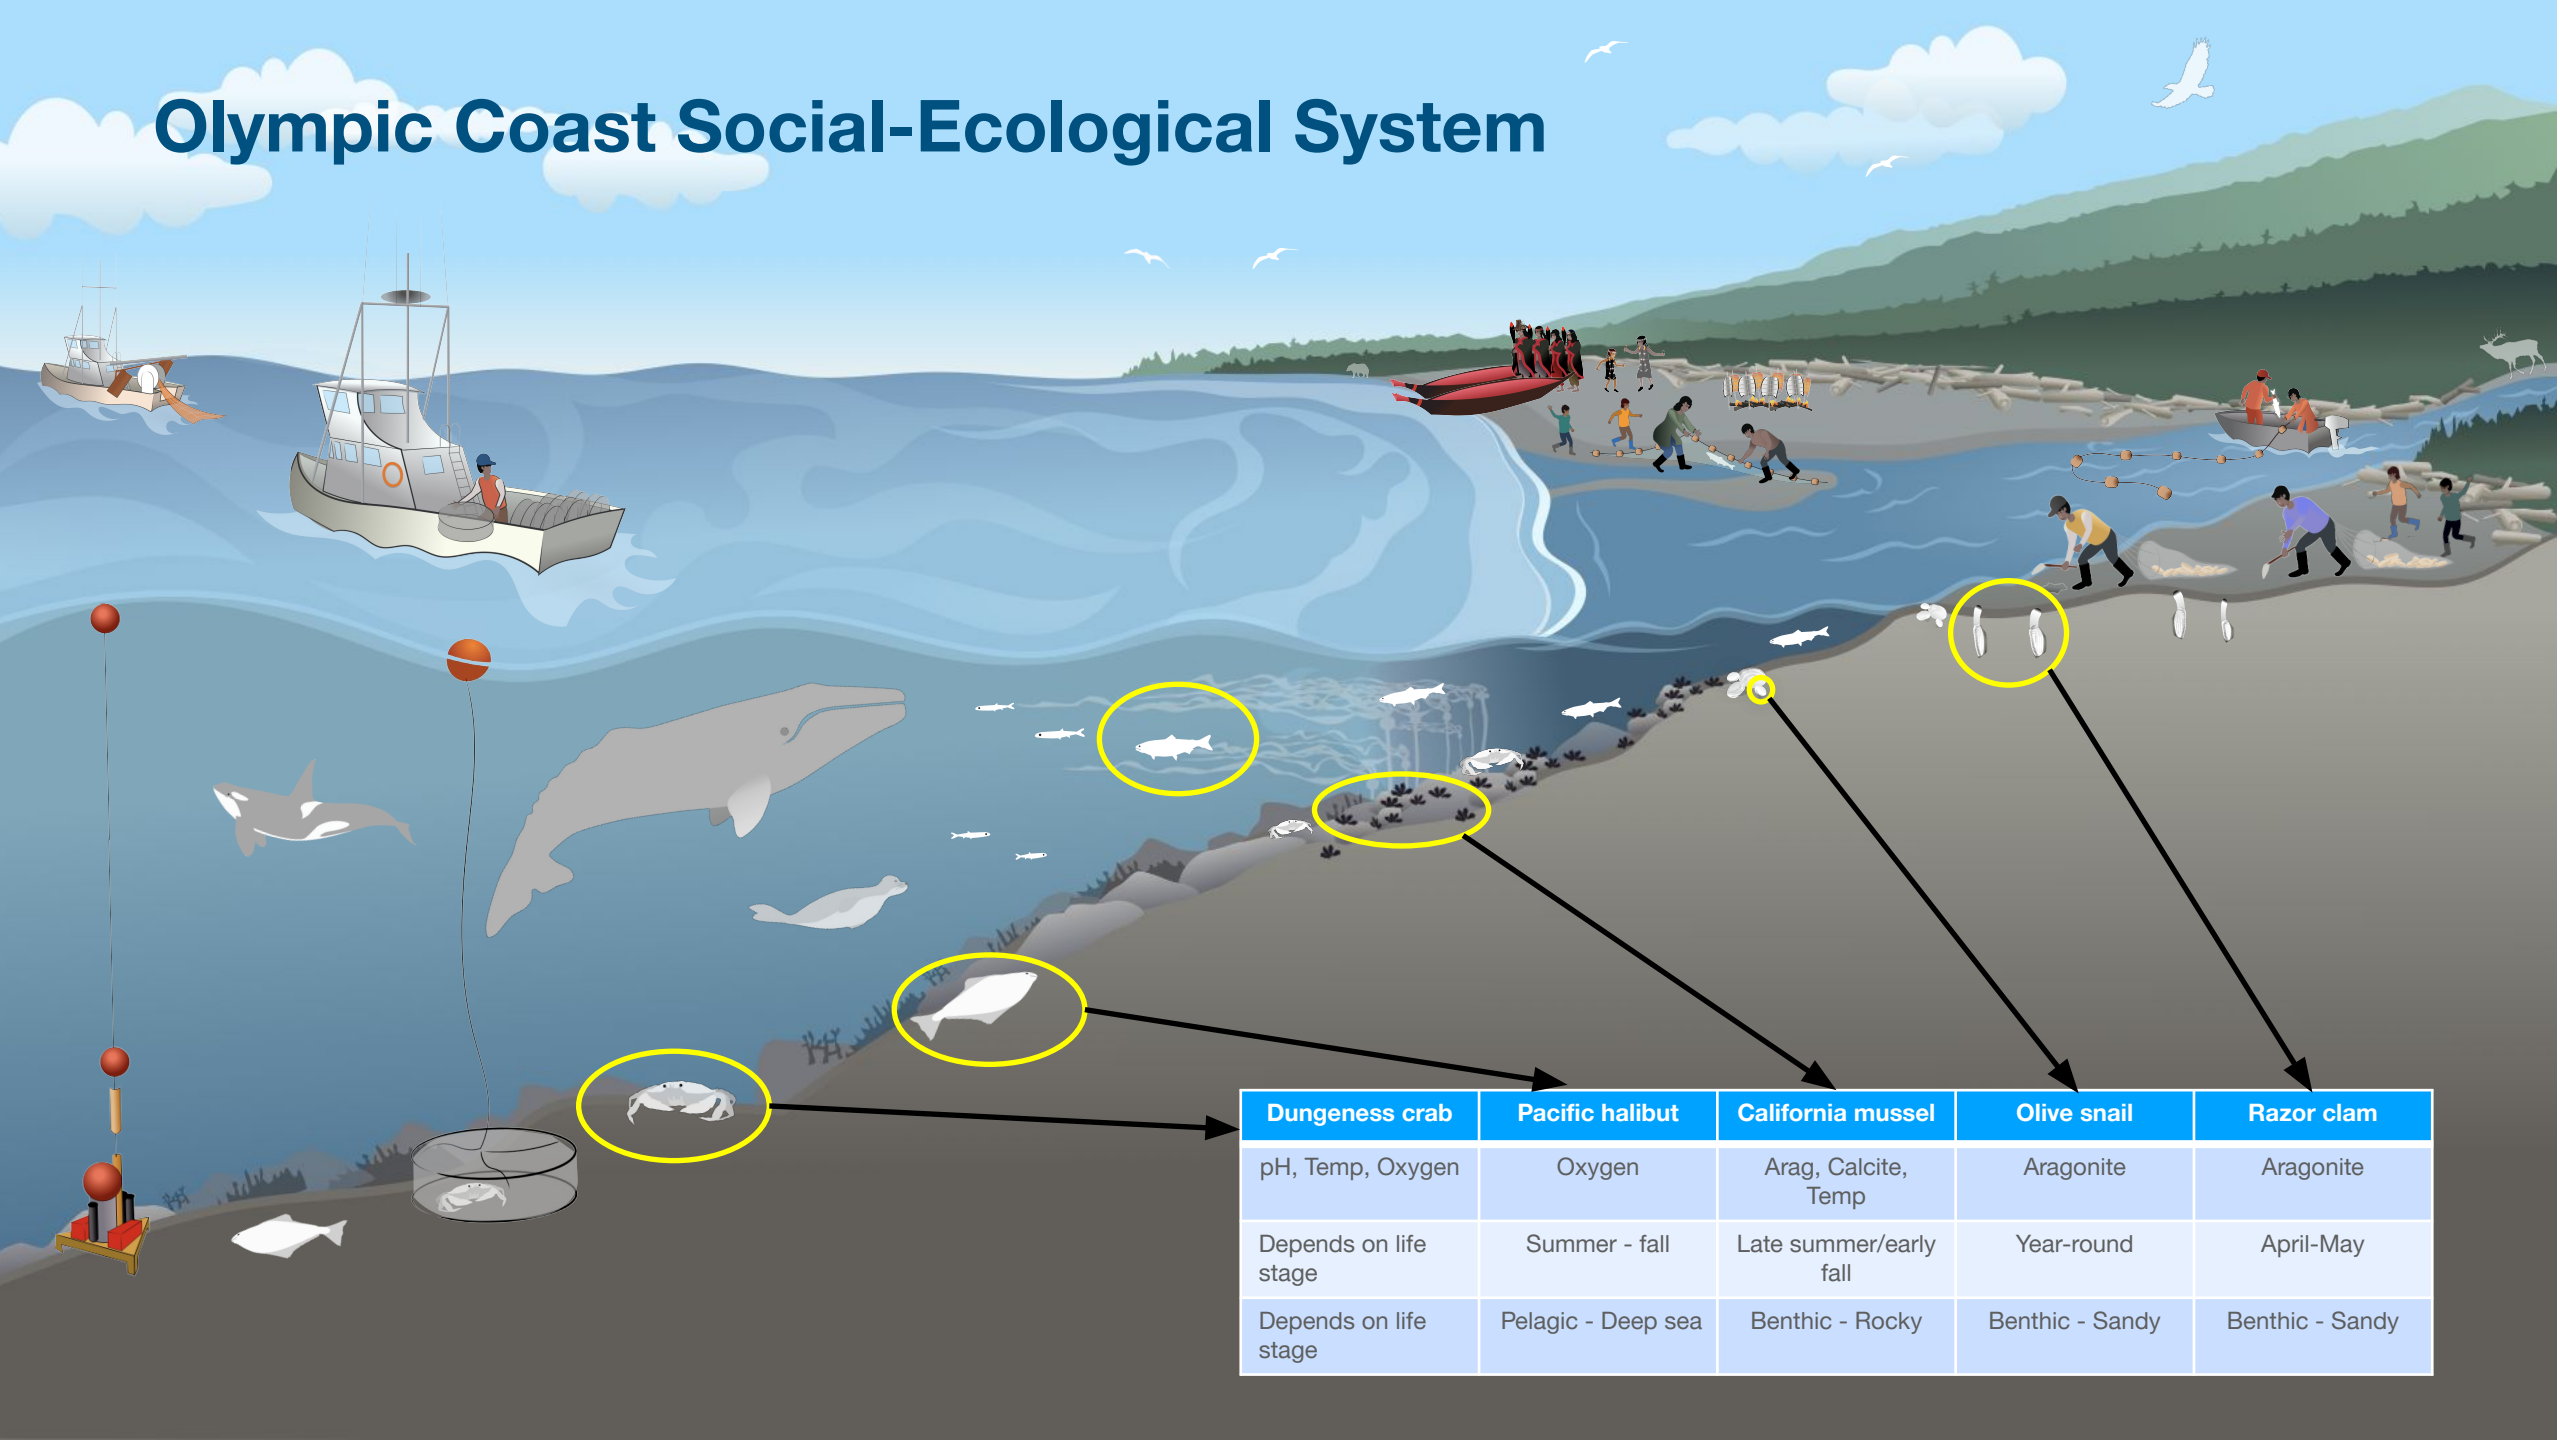 Olympic Coast Social-Ecological System
Dungeness crab Pacific halibut California mussel Olive snail Razor clam
pH, Temp, Oxygen Oxygen Arag, Calcite, Temp Aragonite Aragonite
Depends on life stage Summer - fall Late summer/early fall Year-round April-May
Depends on life stage Pelagic - Deep sea Benthic - Rocky Benthic - Sandy Benthic - Sandy